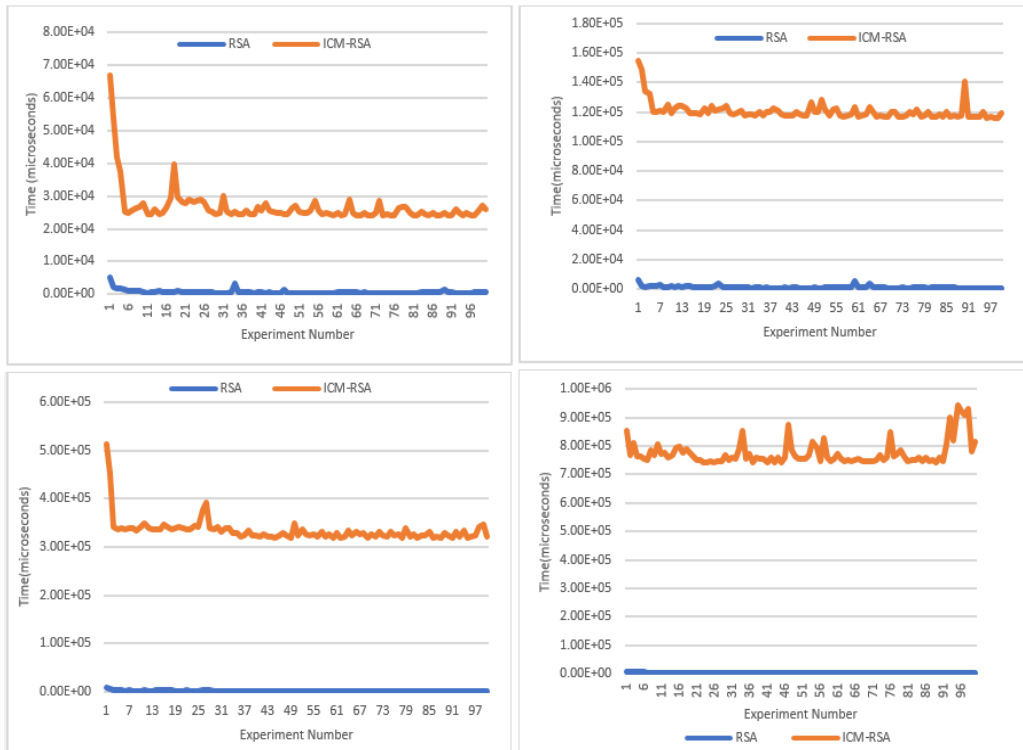 RSA ICM-RSA
8.00E+04
7.00E+04
6.00E+04
5.00E+04
4.00E+04
3.00E+04
2.00E+04
1.00E+04
0.00E+00
Time (microseconds)
1 6 11 16 21 26 31 36 41 46 51 56 61 66 71 76 81 86 91 96
Experiment Number
RSA ICM-RSA
1.80E+05
1.60E+05
1.40E+05
1.20E+05
1.00E+05
8.00E+04
6.00E+04
4.00E+04
2.00E+04
0.00E+00
Time(microseconds)
1 7 13 19 25 31 37 43 49 55 61 67 73 79 85 91 97
Experiment Number
RSA ICM-RSA
6.00E+05
5.00E+05
4.00E+05
3.00E+05
2.00E+05
1.00E+05
0.00E+00
Time(microseconds)
1 7 13 19 25 31 37 43 49 55 61 67 73 79 85 91 97
Experiment Number
1.00E+06
9.00E+05
8.00E+05
7.00E+05
6.00E+05
5.00E+05
4.00E+05
3.00E+05
2.00E+05
1.00E+05
0.00E+00
Time(microseconds)
1 6 11 16 21 26 31 36 41 46 51 56 61 66 71 76 81 86 91 96
Experiment Number
RSA ICM-RSA